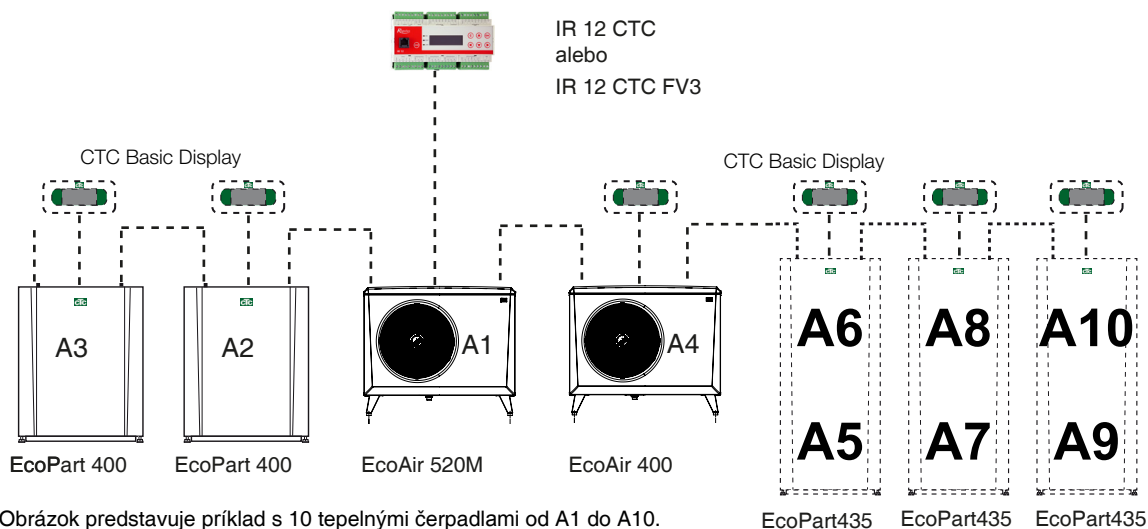 IR 12 CTC
alebo
IR 12 CTC FV3
CTC Basic Display
CTC Basic Display
A3
A2
A1
A4
A6
A8
A10
A5
A7
A9
EcoPart 400
EcoPart 400
EcoAir 520M
EcoAir 400
EcoPart435
EcoPart435
EcoPart435
Obrázok predstavuje príklad s 10 tepelnými čerpadlami od A1 do A10.